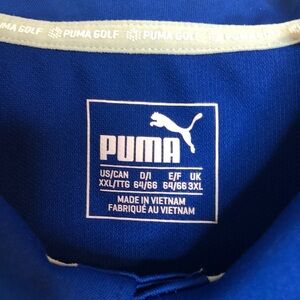 PUMA GOLF PUMA GOLF PUMA GOLF
PUMA
US/CAN D/I E/F UK
XXL/TTG 64/66 64/66 3XL
MADE IN VIETNAM
FABRIQUÉ AU VIETNAM